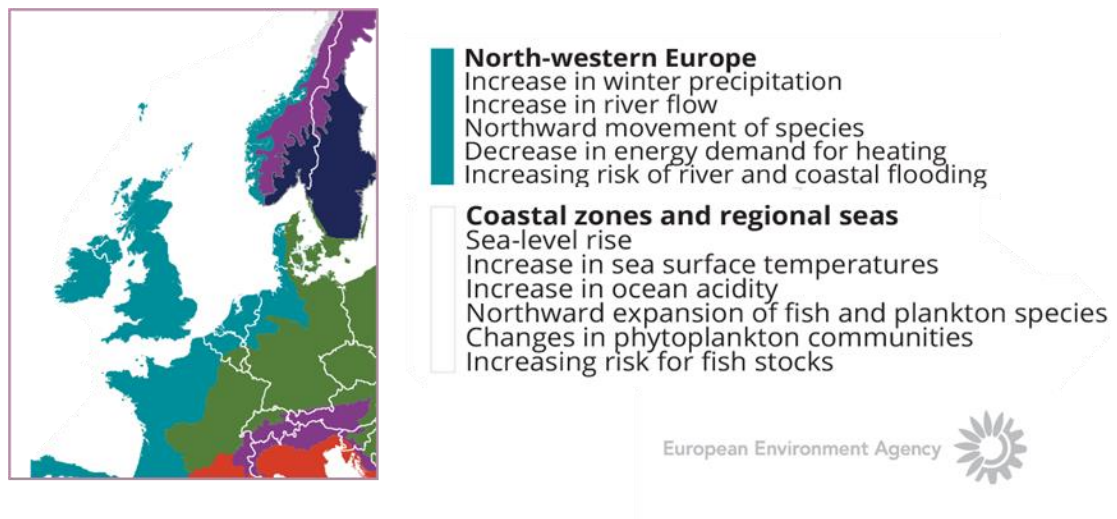 North-western Europe
Increase in winter precipitation
Increase in river flow
Northward movement of species
Decrease in energy demand for heating
Increasing risk of river and coastal flooding
Coastal zones and regional seas
Sea-level rise
Increase in sea surface temperatures
Increase in ocean acidity
Northward expansion of fish and plankton species
Changes in phytoplankton communities
Increasing risk for fish stocks
European Environment Agency